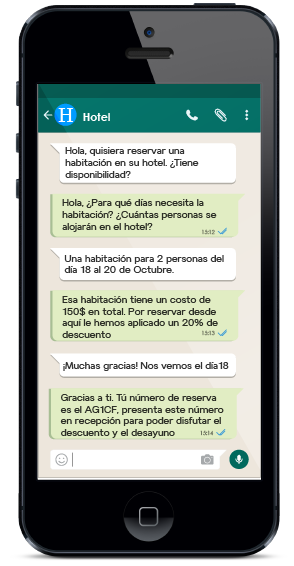 H Hotel
Hola, quisiera reservar una
habitación en su hotel. ¿Tiene
disponibilidad?
Hola, ¿Para qué días necesita la
habitación? ¿Cuántas personas se
alojarán en el hotel?
13:12
Una habitación para 2 personas del
día 18 al 20 de Octubre.
Esa habitación tiene un costo de
150$ en total. Por reservar desde
aquí le hemos aplicado un 20% de
descuento
13:13
¡Muchas gracias! Nos vemos el día18
Gracias a ti. Tú número de reserva
es el AG1CF, presenta este número
en recepción para poder disfutar el
descuento y el desayuno
13:14